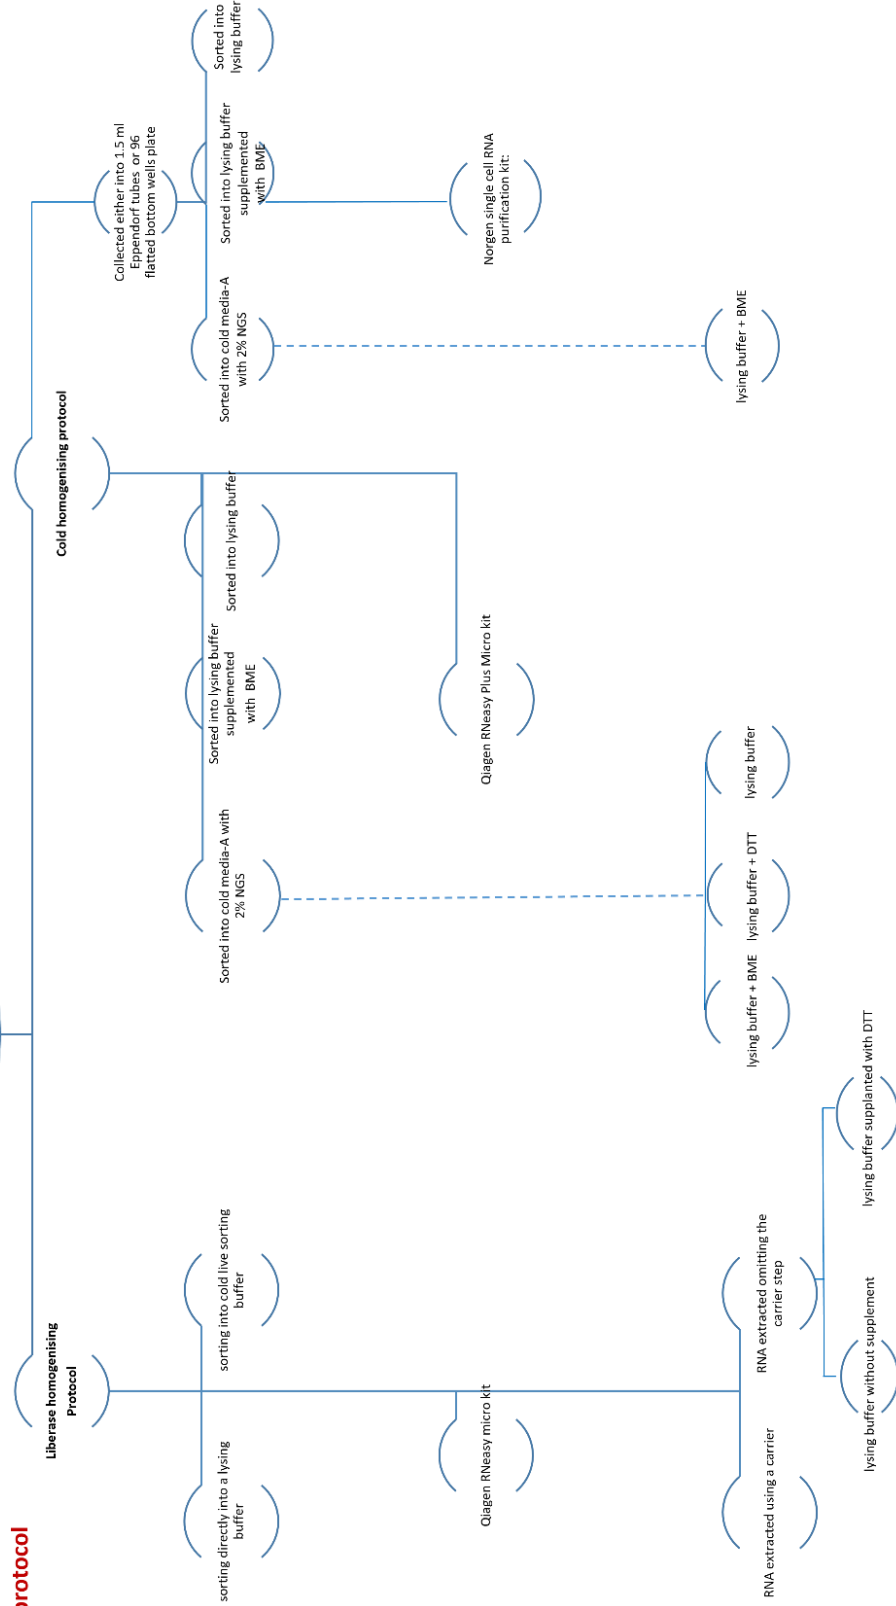 protocol
Liberase homogenising
Protocol
Cold homogenising protocol
Collected either into 1.5 ml
Eppendorf tubes or 96
flatted bottom wells plate
sorting directly into a lysing
buffer
sorting into cold live sorting
buffer
Sorted into cold media-A with
2% NGS
Sorted into lysing buffer
supplemented
with BME
Sorted into lysing buffer
Sorted into cold media-A
with 2% NGS
Sorted into lysing buffer
supplemented
with BME
Sorted into
lysing buffer
Qiagen RNeasy micro kit
Qiagen RNeasy Plus Micro kit
Norgen single cell RNA
purification kit:
RNA extracted using a carrier
RNA extracted omitting the
carrier step
lysing buffer + BME
lysing buffer + DTT
lysing buffer
lysing buffer + BME
lysing buffer without supplement
lysing buffer supplanted with DTT